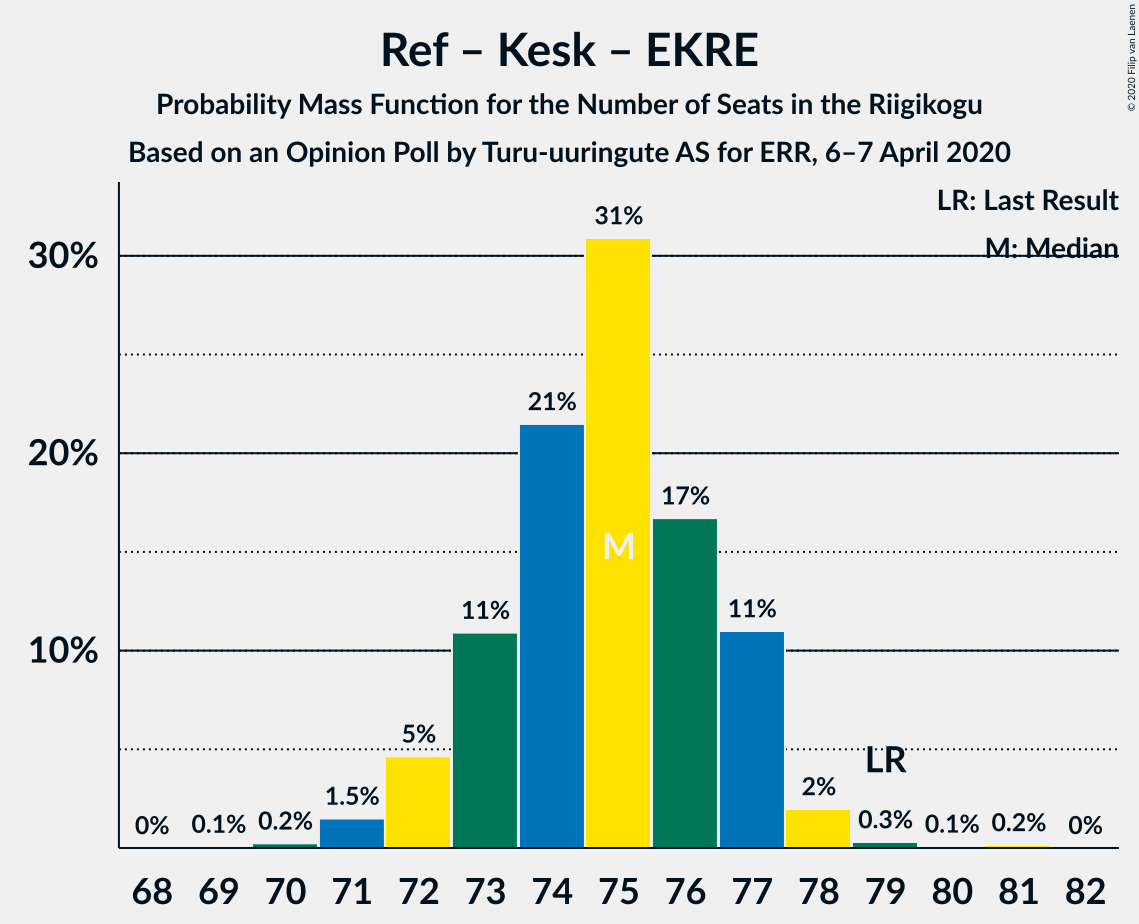 Ref – Kesk – EKRE
Probability Mass Function for the Number of Seats in the Riigikogu
Based on an Opinion Poll by Turu-uuringute AS for ERR, 6–7 April 2020
© 2020 Filip van Laenen
LR: Last Result
M: Median
30%
20%
10%
0%
0.1%
0.2%
1.5%
5%
11%
21%
31%
17%
11%
2%
0.3%
0.1%
0.2%
0%
M
LR
68 69 70 71 72 73 74 75 76 77 78 79 80 81 82